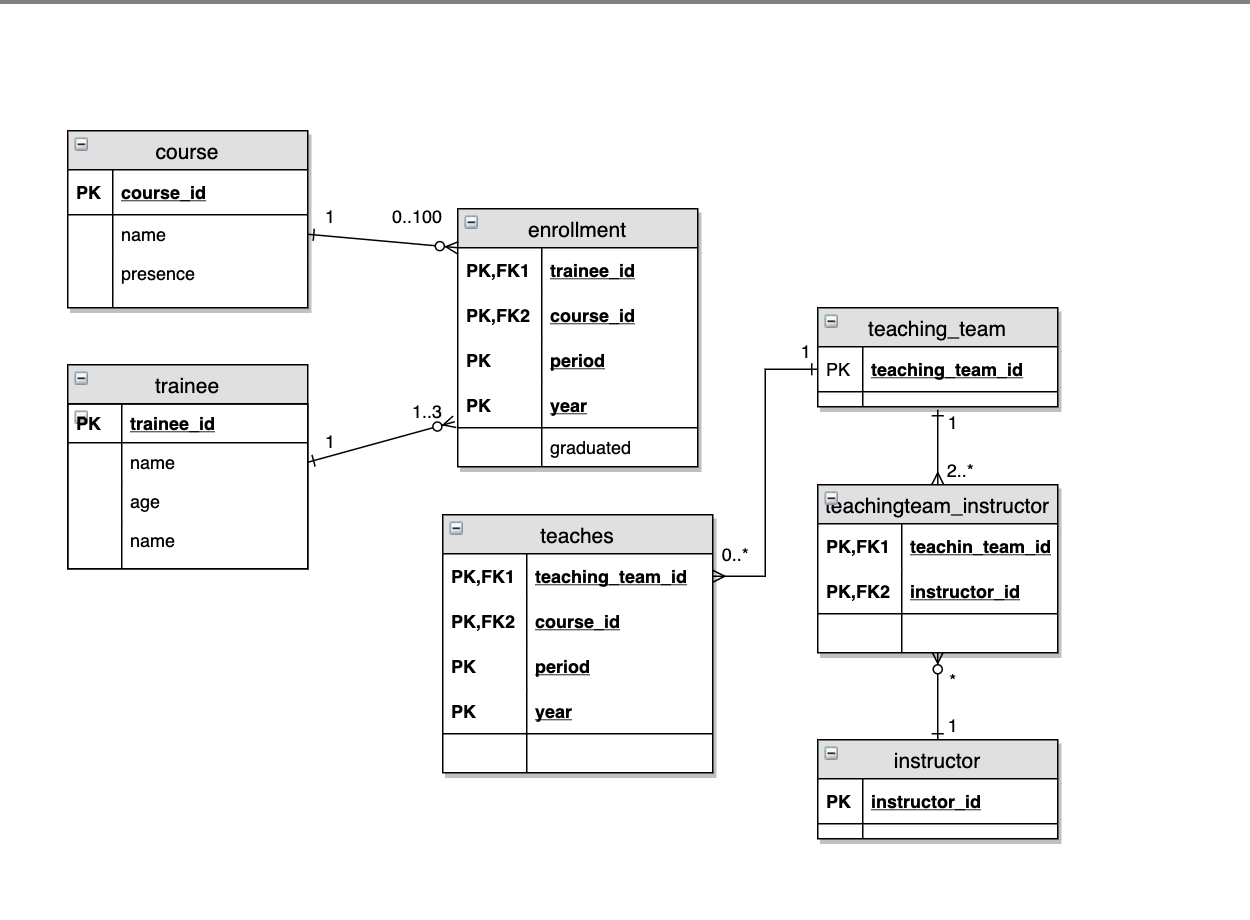 course
PK course_id
name
presence
1
0..100
enrollment
PK,FK1 trainee_id
PK,FK2 course_id
PK period
PK year
graduated
trainee
PK trainee_id
name
age
name
1
1..3
teaching_team
PK teaching_team_id
1
1
2..*
teachingteam_instructor
PK,FK1 teachin_team_id
PK,FK2 instructor_id
teaches
PK,FK1 teaching_team_id
PK,FK2 course_id
PK period
PK year
0..*
*
1
instructor
PK instructor_id